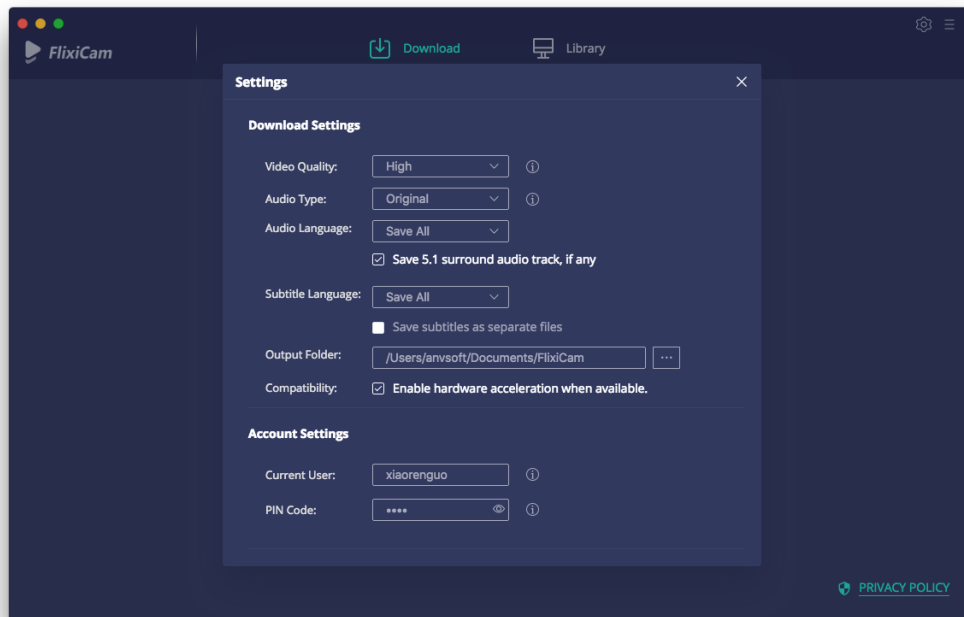 FlixiCam
Download
Library
Settings
Download Settings
Video Quality: High
Audio Type: Original
Audio Language: Save All
Save 5.1 surround audio track, if any
Subtitle Language: Save All
Save subtitles as separate files
Output Folder: /Users/anvsoft/Documents/FlixiCam ...
Compatibility: Enable hardware acceleration when available.
Account Settings
Current User: xiaorenguo
PIN Code: ••••
PRIVACY POLICY